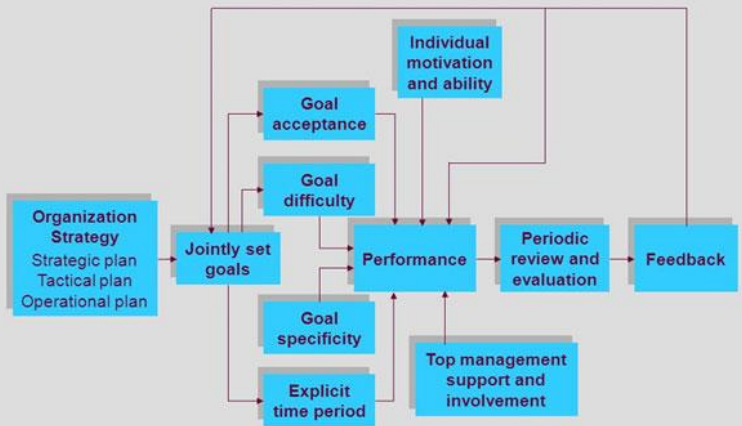 Individual
motivation
and ability
Goal
acceptance
Goal
difficulty
Organization
Strategy
Strategic plan
Tactical plan
Operational plan
Jointly set
goals
Performance
Periodic
review and
evaluation
Feedback
Goal
specificity
Explicit
time period
Top management
support and
involvement